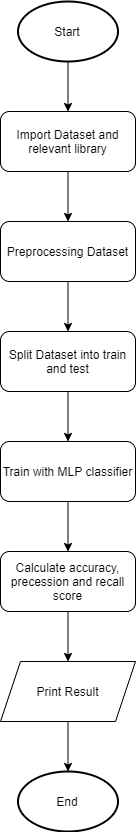 Start
Import Dataset and
relevant library
Preprocessing Dataset
Split Dataset into train
and test
Train with MLP classifier
Calculate accuracy,
precession and recall
score
Print Result
End